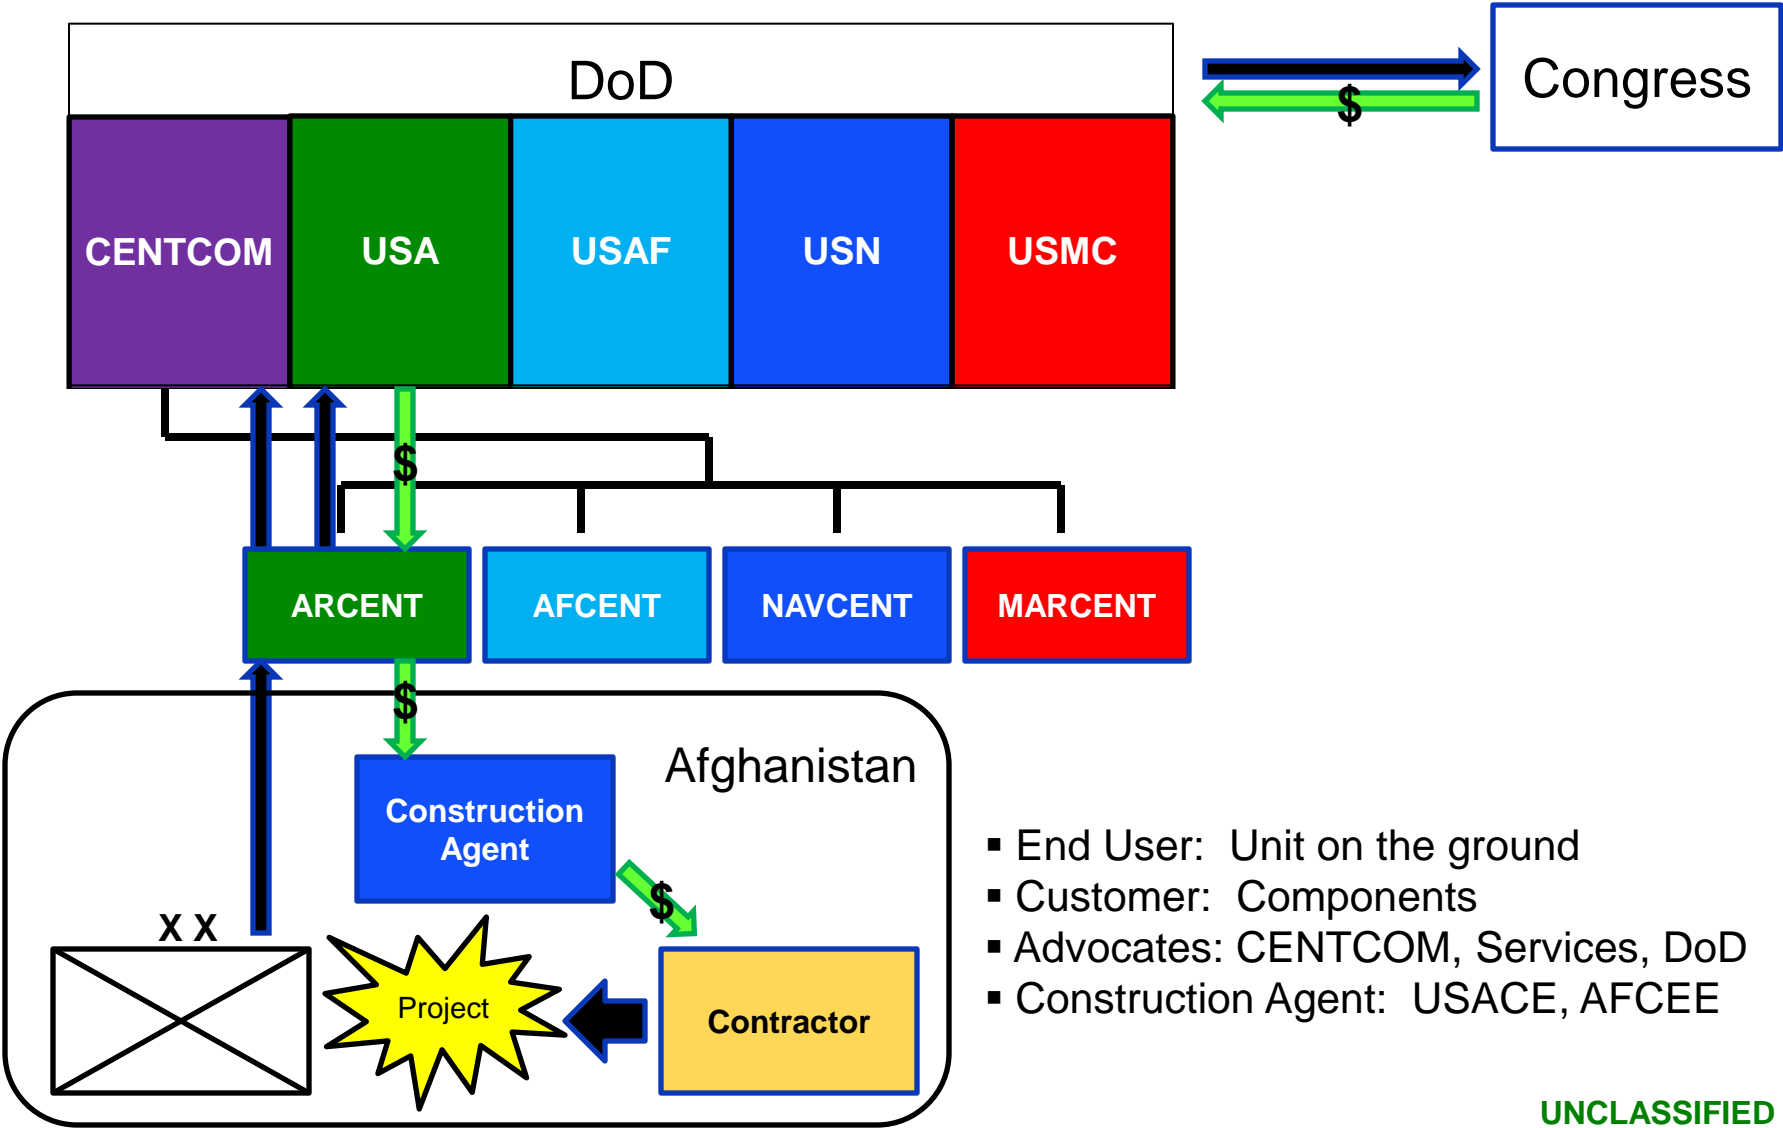 DoD
Congress
$
CENTCOM
USA
USAF
USN
USMC
$
ARCENT
AFCENT
NAVCENT
MARCENT
$
Afghanistan
Construction
Agent
$
X X
Project
Contractor
▪ End User:  Unit on the ground
▪ Customer:  Components
▪ Advocates: CENTCOM, Services, DoD
▪ Construction Agent:  USACE, AFCEE
UNCLASSIFIED